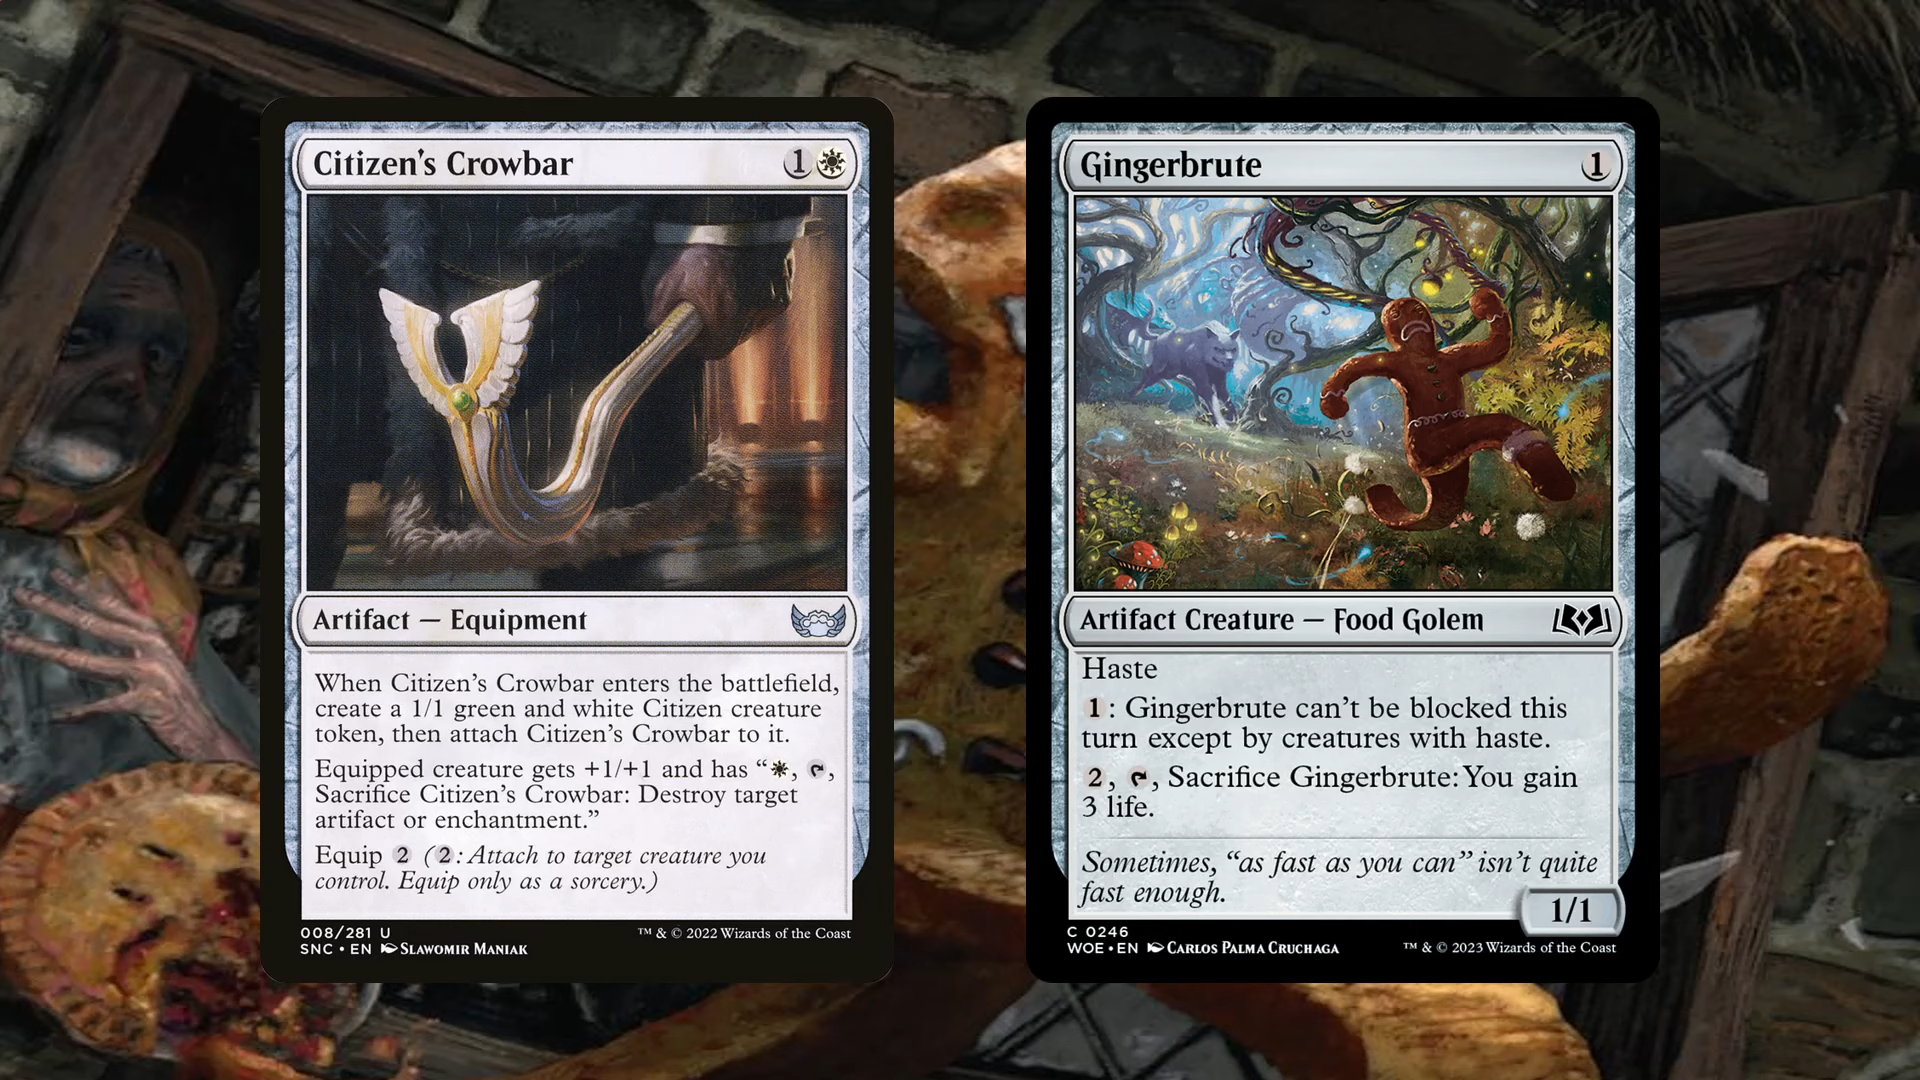 Citizen's Crowbar 1
Artifact — Equipment
When Citizen's Crowbar enters the battlefield,
create a 1/1 green and white Citizen creature
token, then attach Citizen's Crowbar to it.
Equipped creature gets +1/+1 and has “, ,
Sacrifice Citizen's Crowbar: Destroy target
artifact or enchantment.”
Equip 2 (2: Attach to target creature you
control. Equip only as a sorcery.)
008/281 U
SNC • EN Slawomir Maniak
™ & © 2022 Wizards of the Coast
Gingerbrute 1
Artifact Creature — Food Golem
Haste
1: Gingerbrute can't be blocked this
turn except by creatures with haste.
2, , Sacrifice Gingerbrute: You gain
3 life.
Sometimes, “as fast as you can” isn't quite
fast enough.
1/1
C 0246
WOE • EN Carlos Palma Cruchaga
™ & © 2023 Wizards of the Coast